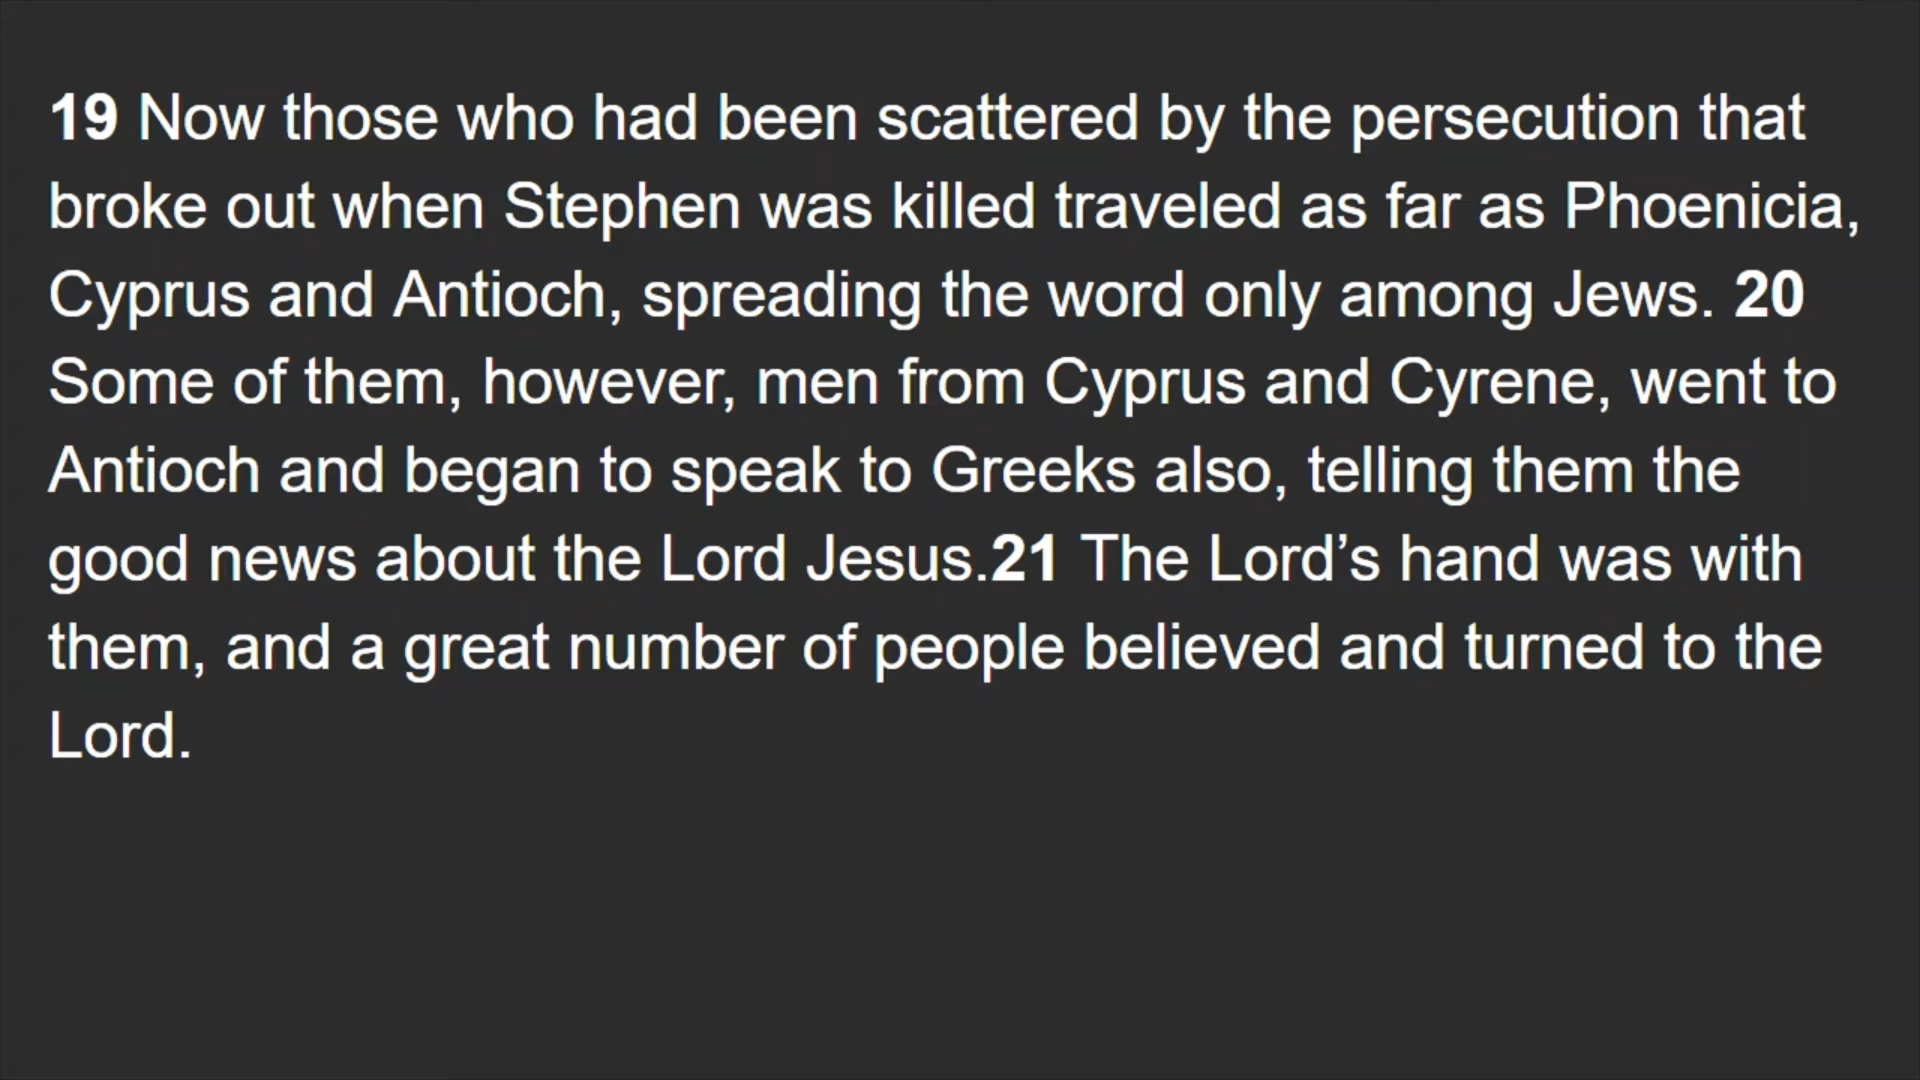 19 Now those who had been scattered by the persecution that
broke out when Stephen was killed traveled as far as Phoenicia,
Cyprus and Antioch, spreading the word only among Jews. 20
Some of them, however, men from Cyprus and Cyrene, went to
Antioch and began to speak to Greeks also, telling them the
good news about the Lord Jesus.21 The Lord’s hand was with
them, and a great number of people believed and turned to the
Lord.